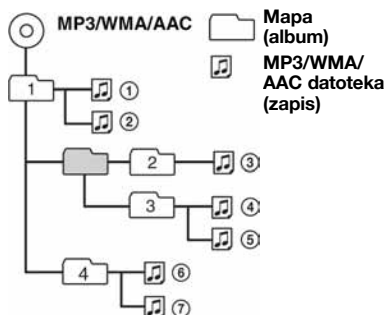 MP3/WMA/AAC
Mapa
(album)
MP3/WMA/
AAC datoteka
(zapis)
1
①
②
2
③
3
④
⑤
4
⑥
⑦